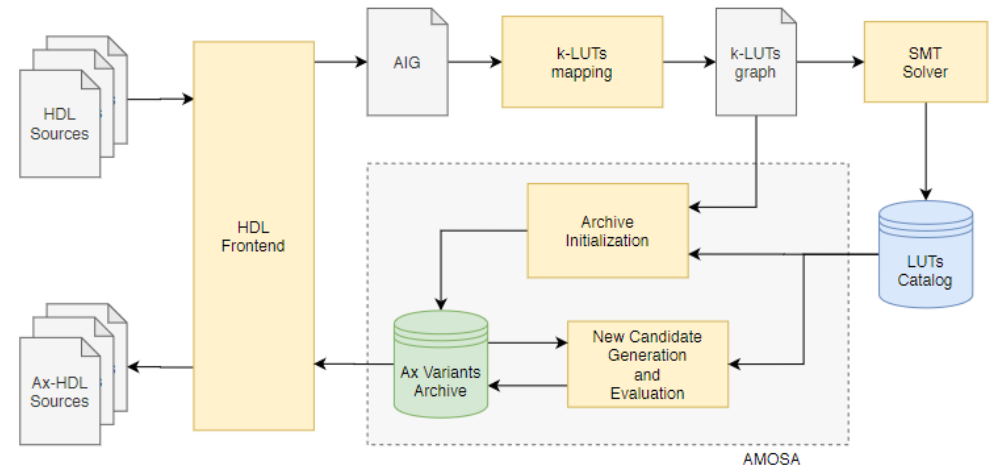 HDL
Sources
HDL
Frontend
AIG
k-LUTs
mapping
k-LUTs
graph
SMT
Solver
LUTs
Catalog
Archive
Initialization
New Candidate
Generation
and
Evaluation
Ax Variants
Archive
Ax-HDL
Sources
AMOSA